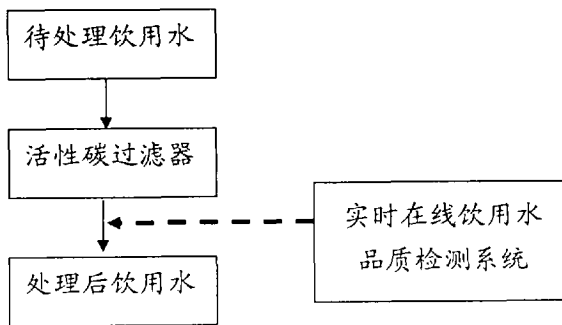 待处理饮用水
活性碳过滤器
实时在线饮用水
品质检测系统
处理后饮用水